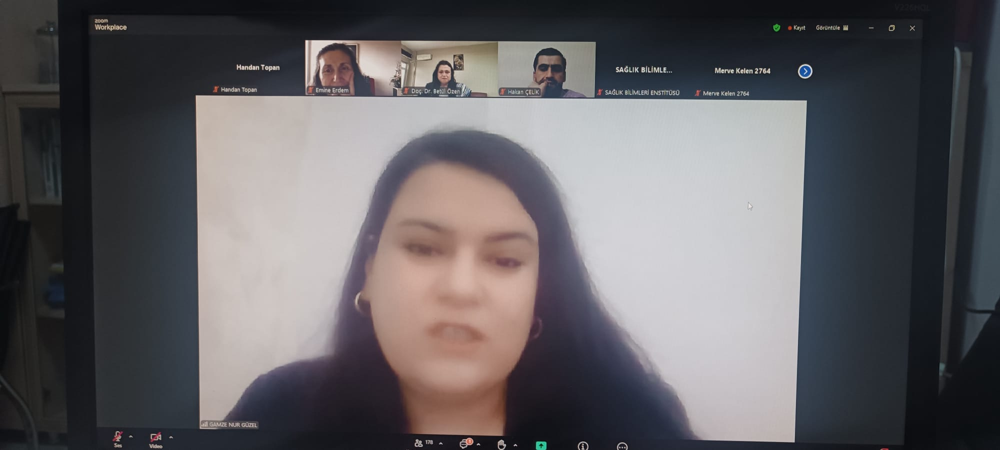 V226HQL
zoom
Workplace
Kayıt
Görüntüle
Handan Topan
SAĞLIK BİLİMLE...
Merve Kelen 2764
Handan Topan
Emine Erdem
Doç. Dr. Betül Özen
Hakan ÇELİK
SAĞLIK BİLİMLERİ ENSTİTÜSÜ
Merve Kelen 2764
GAMZE NUR GÜZEL
Ses
Video
178
1